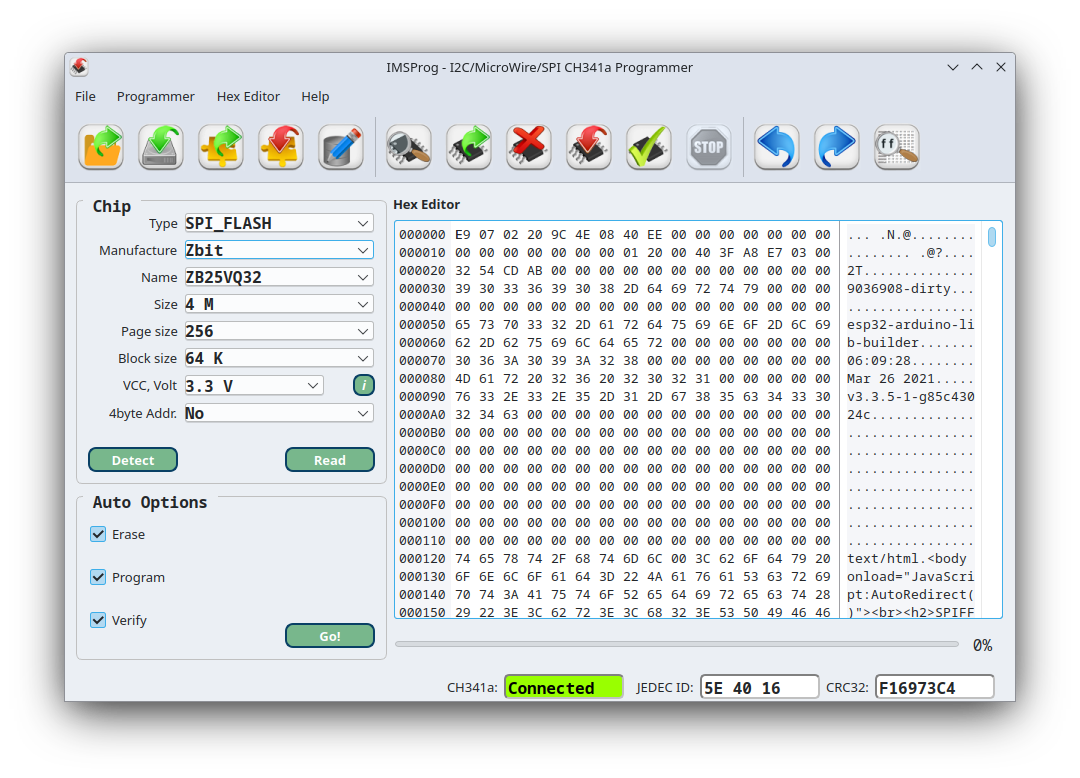 IMSProg - I2C/MicroWire/SPI CH341a Programmer
File Programmer Hex Editor Help
STOP
ff
Chip
Type SPI_FLASH
Manufacture Zbit
Name ZB25VQ32
Size 4 M
Page size 256
Block size 64 K
VCC, Volt 3.3 V i
4byte Addr. No
Detect Read
Auto Options
Erase
Program
Verify
Go!
Hex Editor
000000 E9 07 02 20 9C 4E 08 40 EE 00 00 00 00 00 00 00 ... .N.@........
000010 00 00 00 00 00 00 00 01 20 00 40 3F A8 E7 03 00 ........ .@?....
000020 32 54 CD AB 00 00 00 00 00 00 00 00 00 00 00 00 2T..............
000030 39 30 33 36 39 30 38 2D 64 69 72 74 79 00 00 00 9036908-dirty...
000040 00 00 00 00 00 00 00 00 00 00 00 00 00 00 00 00 ................
000050 65 73 70 33 32 2D 61 72 64 75 69 6E 6F 2D 6C 69 esp32-arduino-li
000060 62 2D 62 75 69 6C 64 65 72 00 00 00 00 00 00 00 b-builder.......
000070 30 36 3A 30 39 3A 32 38 00 00 00 00 00 00 00 00 06:09:28........
000080 4D 61 72 20 32 36 20 32 30 32 31 00 00 00 00 00 Mar 26 2021.....
000090 76 33 2E 33 2E 35 2D 31 2D 67 38 35 63 34 33 30 v3.3.5-1-g85c430
0000A0 32 34 63 00 00 00 00 00 00 00 00 00 00 00 00 00 24c.............
0000B0 00 00 00 00 00 00 00 00 00 00 00 00 00 00 00 00 ................
0000C0 00 00 00 00 00 00 00 00 00 00 00 00 00 00 00 00 ................
0000D0 00 00 00 00 00 00 00 00 00 00 00 00 00 00 00 00 ................
0000E0 00 00 00 00 00 00 00 00 00 00 00 00 00 00 00 00 ................
0000F0 00 00 00 00 00 00 00 00 00 00 00 00 00 00 00 00 ................
000100 00 00 00 00 00 00 00 00 00 00 00 00 00 00 00 00 ................
000110 00 00 00 00 00 00 00 00 00 00 00 00 00 00 00 00 ................
000120 74 65 78 74 2F 68 74 6D 6C 00 3C 62 6F 64 79 20 text/html.<body
000130 6F 6E 6C 6F 61 64 3D 22 4A 61 76 61 53 63 72 69 onload="JavaScri
000140 70 74 3A 41 75 74 6F 52 65 64 69 72 65 63 74 28 pt:AutoRedirect(
000150 29 22 3E 3C 62 72 3E 3C 68 32 3E 53 50 49 46 46 )"><br><h2>SPIFF
0%
CH341a: Connected JEDEC ID: 5E 40 16 CRC32: F16973C4